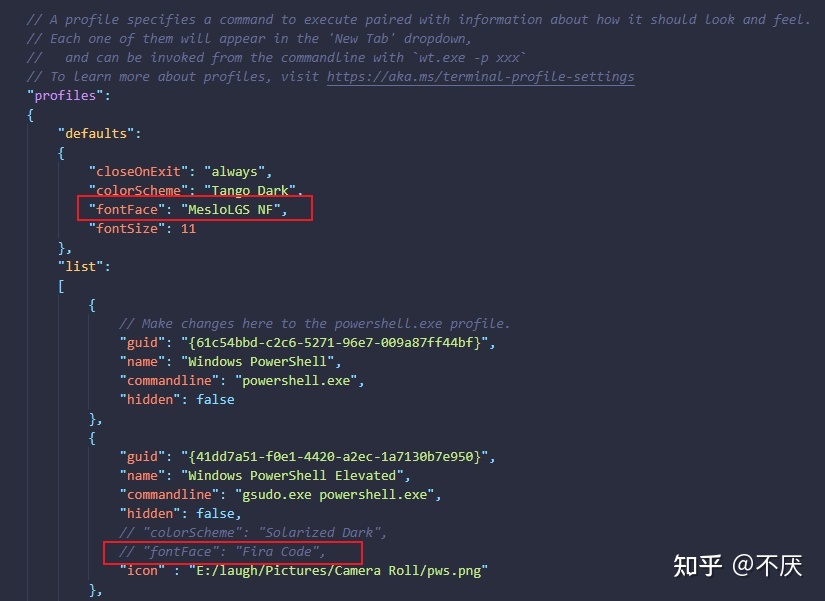 // A profile specifies a command to execute paired with information about how it should look and feel.
// Each one of them will appear in the `New Tab` dropdown,
//   and can be invoked from the commandline with `wt.exe -p xxx`
// To learn more about profiles, visit https://aka.ms/terminal-profile-settings
"profiles":
{
    "defaults":
    {
        "closeOnExit": "always",
        "colorScheme": "Tango Dark",
        "fontFace": "MesloLGS NF",
        "fontSize": 11
    },
    "list":
    [
        {
            // Make changes here to the powershell.exe profile.
            "guid": "{61c54bbd-c2c6-5271-96e7-009a87ff44bf}",
            "name": "Windows PowerShell",
            "commandline": "powershell.exe",
            "hidden": false
        },
        {
            "guid": "{41dd7a51-f0e1-4420-a2ec-1a7130b7e950}",
            "name": "Windows PowerShell Elevated",
            "commandline": "gsudo.exe powershell.exe",
            "hidden": false,
            // "colorScheme": "Solarized Dark",
            // "fontFace": "Fira Code",
            "icon" : "E:/laugh/Pictures/Camera Roll/pws.png"
        },
知乎 @不厌